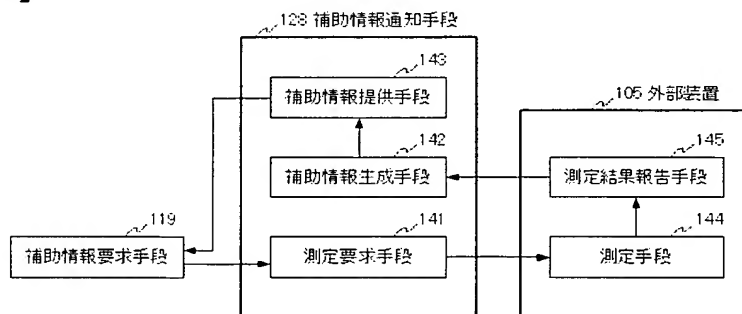 128 補助情報通知手段
143
補助情報提供手段
105 外部装置
142
145
補助情報生成手段
測定結果報告手段
119
141
144
補助情報要求手段
測定要求手段
測定手段